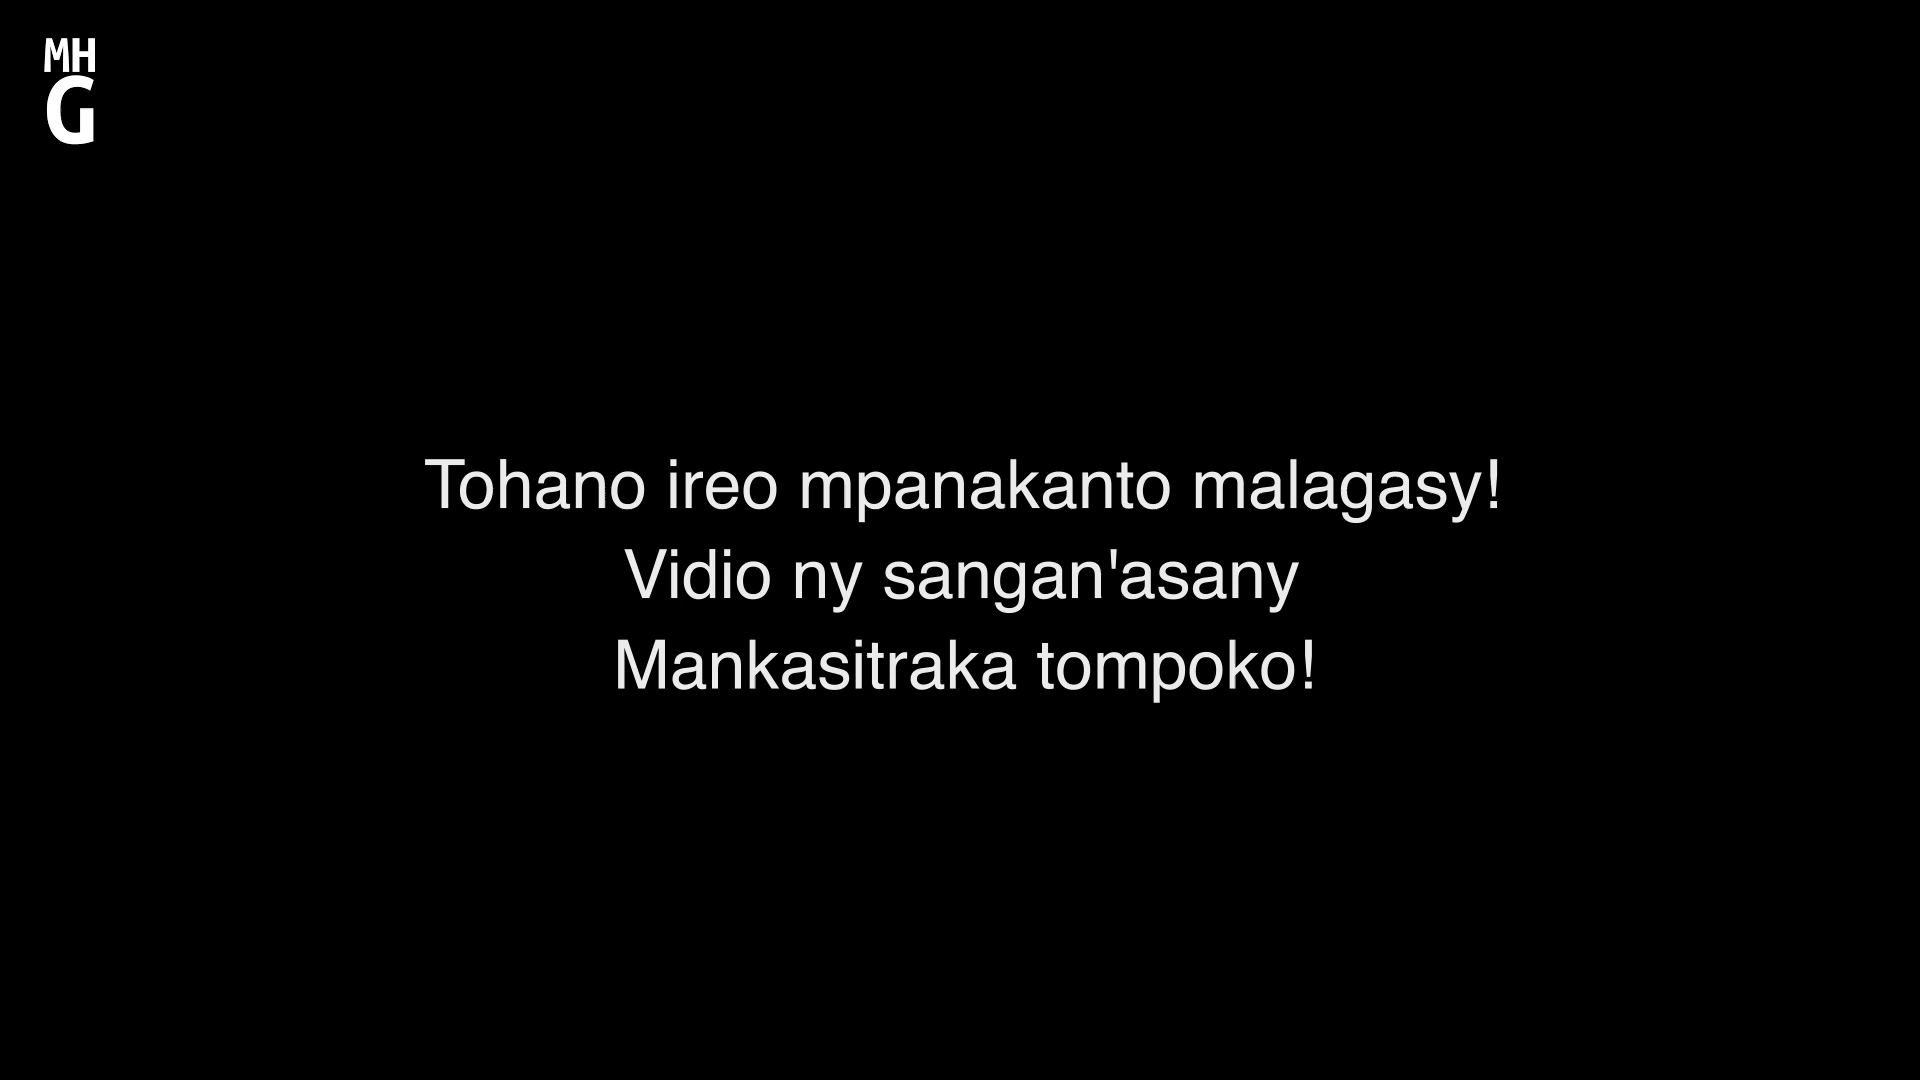 MH
G
Tohano ireo mpanakanto malagasy!
Vidio ny sangan'asany
Mankasitraka tompoko!